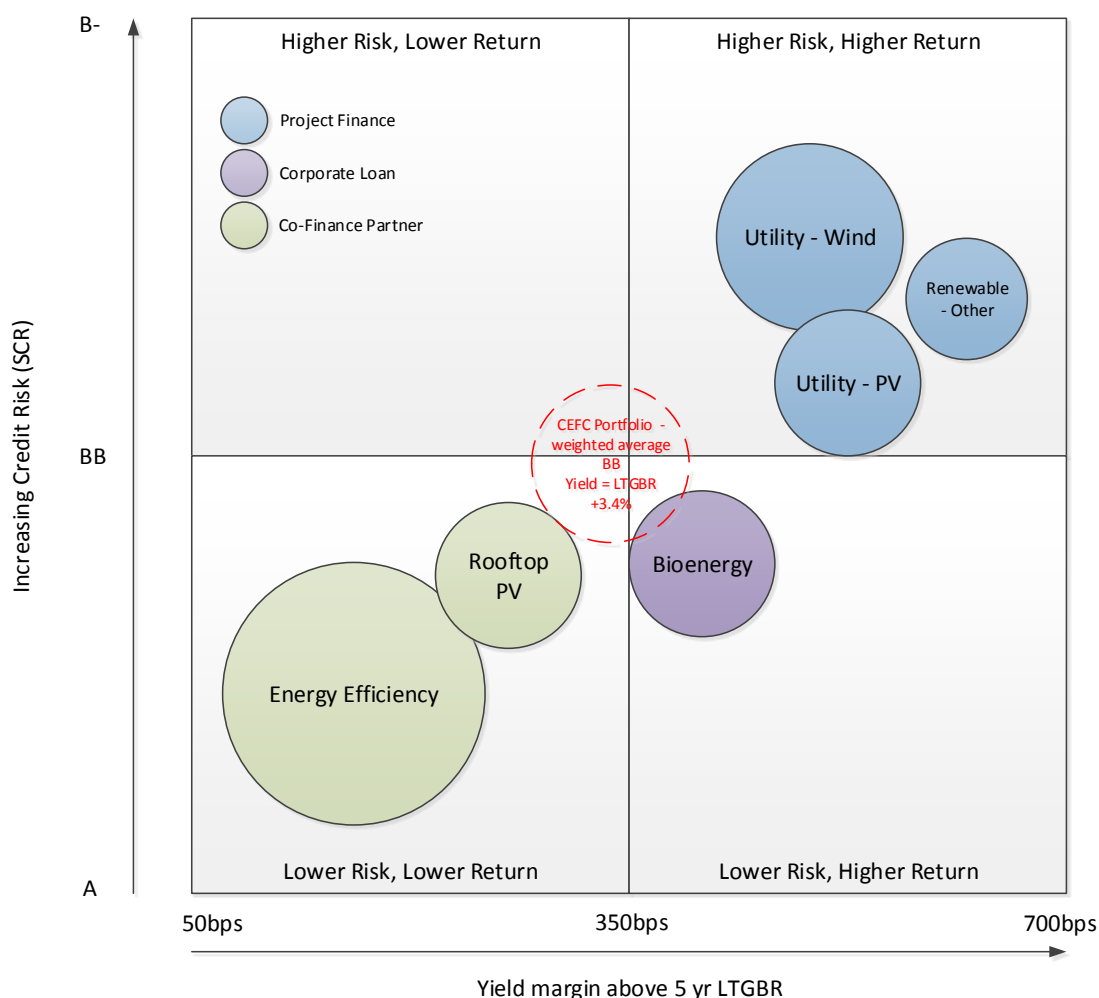 B-
Higher Risk, Lower Return
Higher Risk, Higher Return
Project Finance
Corporate Loan
Co-Finance Partner
Utility - Wind
Renewable
- Other
Utility - PV
Increasing Credit Risk (SCR)
CEFC Portfolio -
weighted average
BB
Yield = LTGBR
+3.4%
BB
Rooftop
PV
Bioenergy
Energy Efficiency
Lower Risk, Lower Return
Lower Risk, Higher Return
A
50bps
350bps
700bps
Yield margin above 5 yr LTGBR